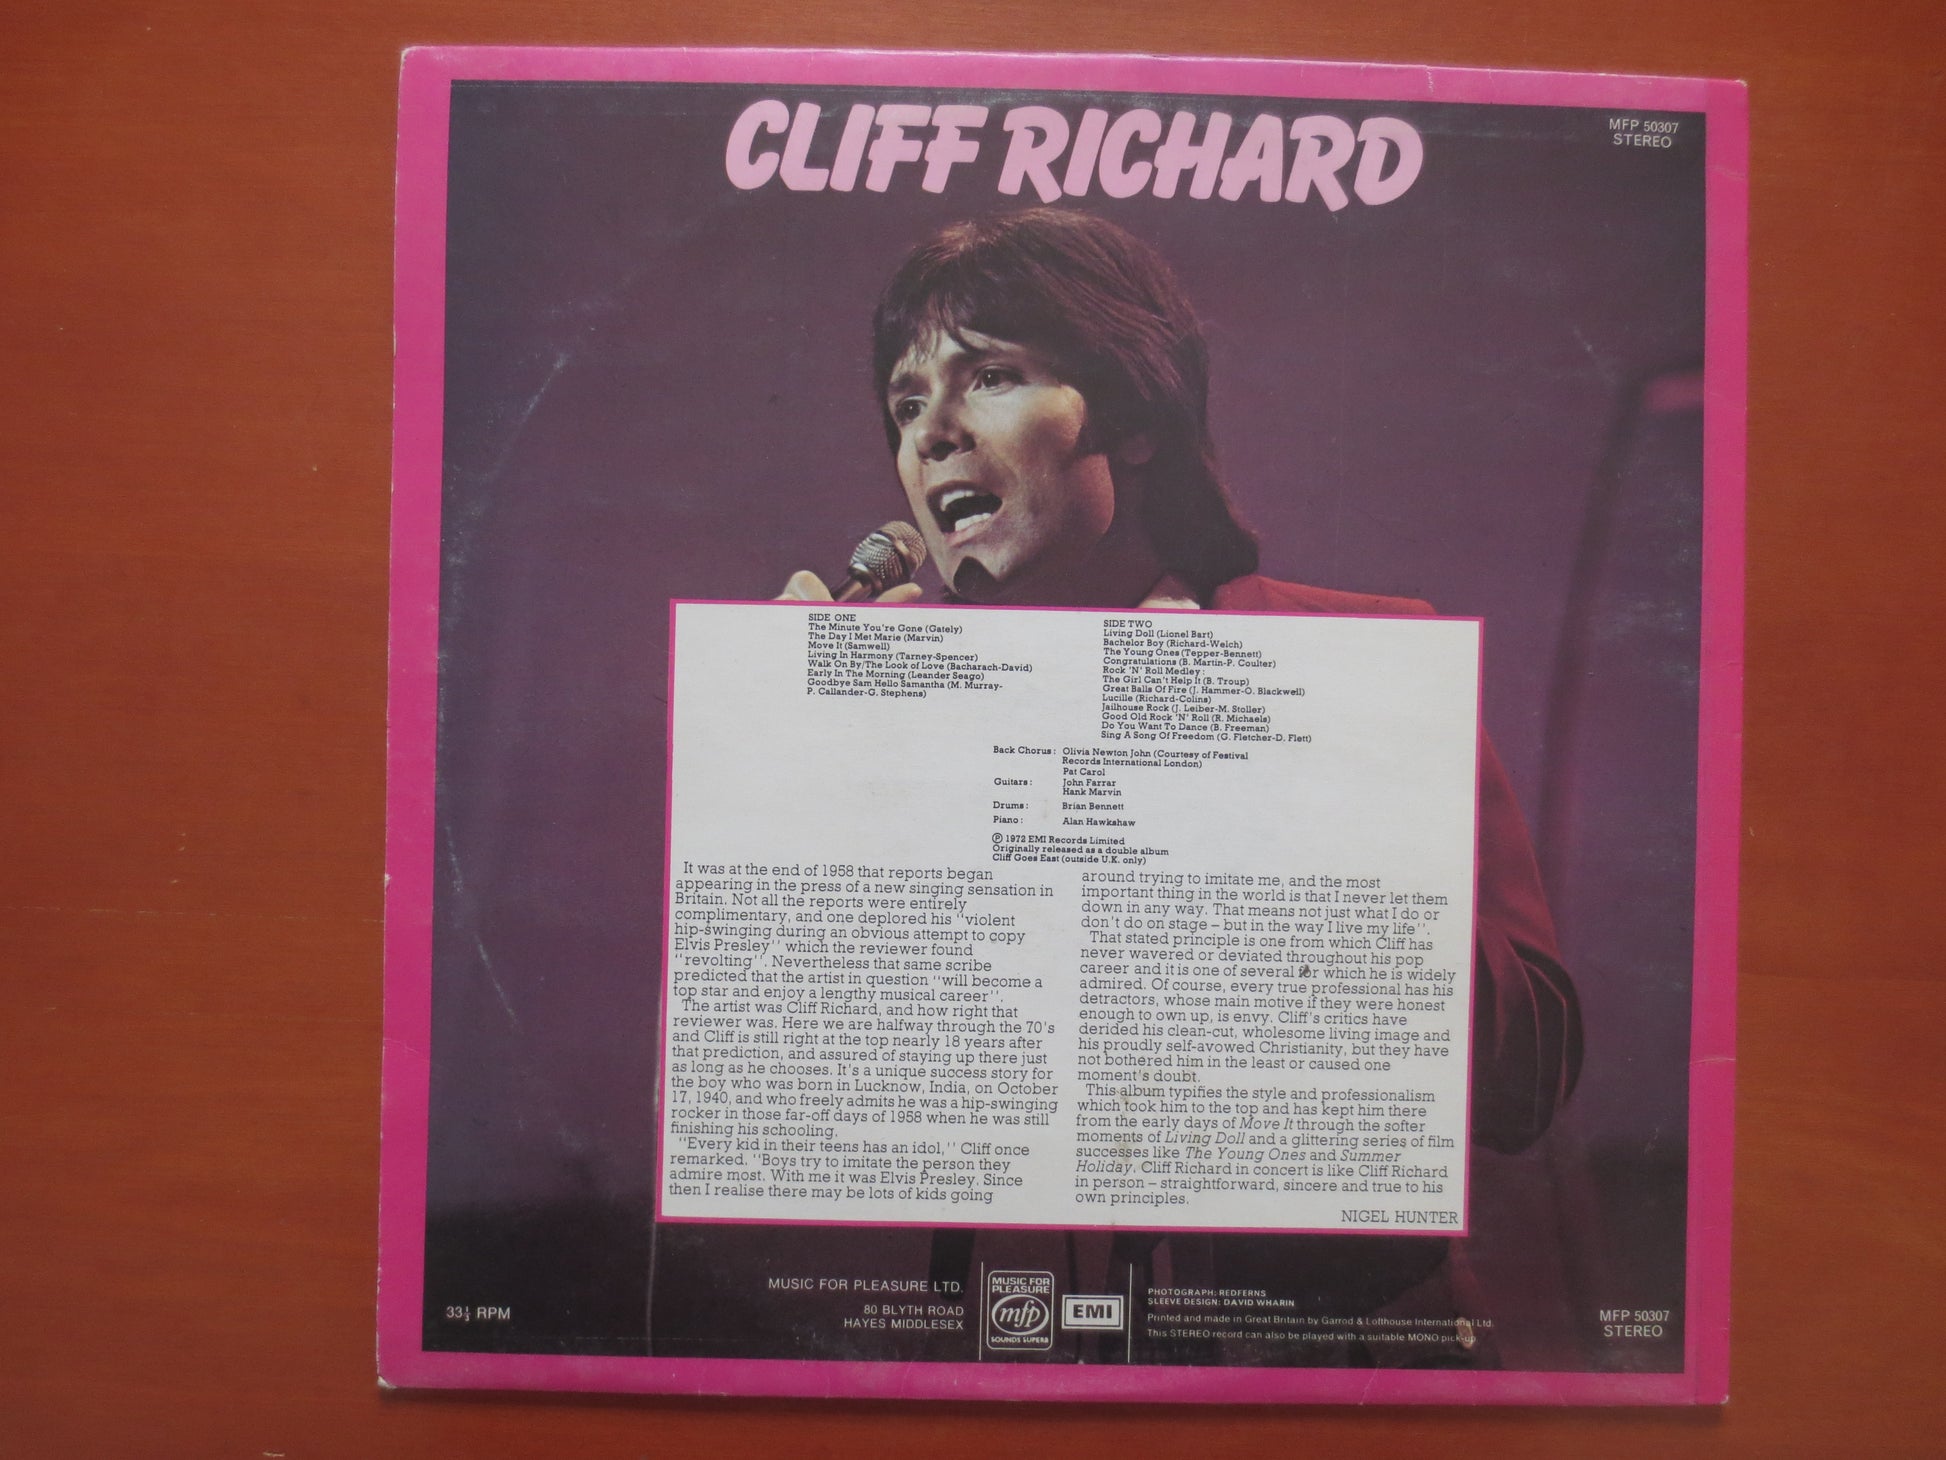 CLIFF RICHARD
MFP 50307
STEREO
SIDE ONE
The Minute You're Gone (Gately)
The Day I Met Marie (Marvin)
Move It (Samwell)
Living In Harmony (Tarney-Spencer)
Walk On By/The Look of Love (Bacharach-David)
Early In The Morning (Leander Seago)
Goodbye Sam Hello Samantha (M. Murray-
P. Callander-G. Stephens)
SIDE TWO
Living Doll (Lionel Bart)
Bachelor Boy (Richard-Welch)
The Young Ones (Tepper-Bennett)
Congratulations (B. Martin-P. Coulter)
Rock 'N' Roll Medley:
The Girl Can't Help It (B. Troup)
Great Balls Of Fire (J. Hammer-O. Blackwell)
Lucille (Richard-Colins)
Jailhouse Rock (J. Leiber-M. Stoller)
Good Old Rock 'N' Roll (R. Michaels)
Do You Want To Dance (B. Freeman)
Sing A Song Of Freedom (G. Fletcher-D. Flett)
Back Chorus: Olivia Newton John (Courtesy of Festival
Records International London)
Pat Carol
Guitars: John Farrar
Hank Marvin
Drums: Brian Bennett
Piano: Alan Hawkshaw
Ⓟ 1972 EMI Records Limited
Originally released as a double album
Cliff Goes East (outside U.K. only)
It was at the end of 1958 that reports began
appearing in the press of a new singing sensation in
Britain. Not all the reports were entirely
complimentary, and one deplored his "violent
hip-swinging during an obvious attempt to copy
Elvis Presley" which the reviewer found
"revolting". Nevertheless that same scribe
predicted that the artist in question "will become a
top star and enjoy a lengthy musical career".
The artist was Cliff Richard, and how right that
reviewer was. Here we are halfway through the 70's
and Cliff is still right at the top nearly 18 years after
that prediction, and assured of staying up there just
as long as he chooses. It's a unique success story for
the boy who was born in Lucknow, India, on October
17, 1940, and who freely admits he was a hip-swinging
rocker in those far-off days of 1958 when he was still
finishing his schooling.
"Every kid in their teens has an idol," Cliff once
remarked. "Boys try to imitate the person they
admire most. With me it was Elvis Presley. Since
then I realise there may be lots of kids going
around trying to imitate me, and the most
important thing in the world is that I never let them
down in any way. That means not just what I do or
don't do on stage – but in the way I live my life".
That stated principle is one from which Cliff has
never wavered or deviated throughout his pop
career and it is one of several for which he is widely
admired. Of course, every true professional has his
detractors, whose main motive if they were honest
enough to own up, is envy. Cliff's critics have
derided his clean-cut, wholesome living image and
his proudly self-avowed Christianity, but they have
not bothered him in the least or caused one
moment's doubt.
This album typifies the style and professionalism
which took him to the top and has kept him there
from the early days of Move It through the softer
moments of Living Doll and a glittering series of film
successes like The Young Ones and Summer
Holiday. Cliff Richard in concert is like Cliff Richard
in person – straightforward, sincere and true to his
own principles.
NIGEL HUNTER
33⅓ RPM
MUSIC FOR PLEASURE LTD.
80 BLYTH ROAD
HAYES MIDDLESEX
MUSIC FOR
PLEASURE
mfp
SOUNDS SUPERB
EMI
PHOTOGRAPH: REDFERNS
SLEEVE DESIGN: DAVID WHARIN
Printed and made in Great Britain by Garrod & Lofthouse International Ltd.
This STEREO record can also be played with a suitable MONO pick-up
MFP 50307
STEREO